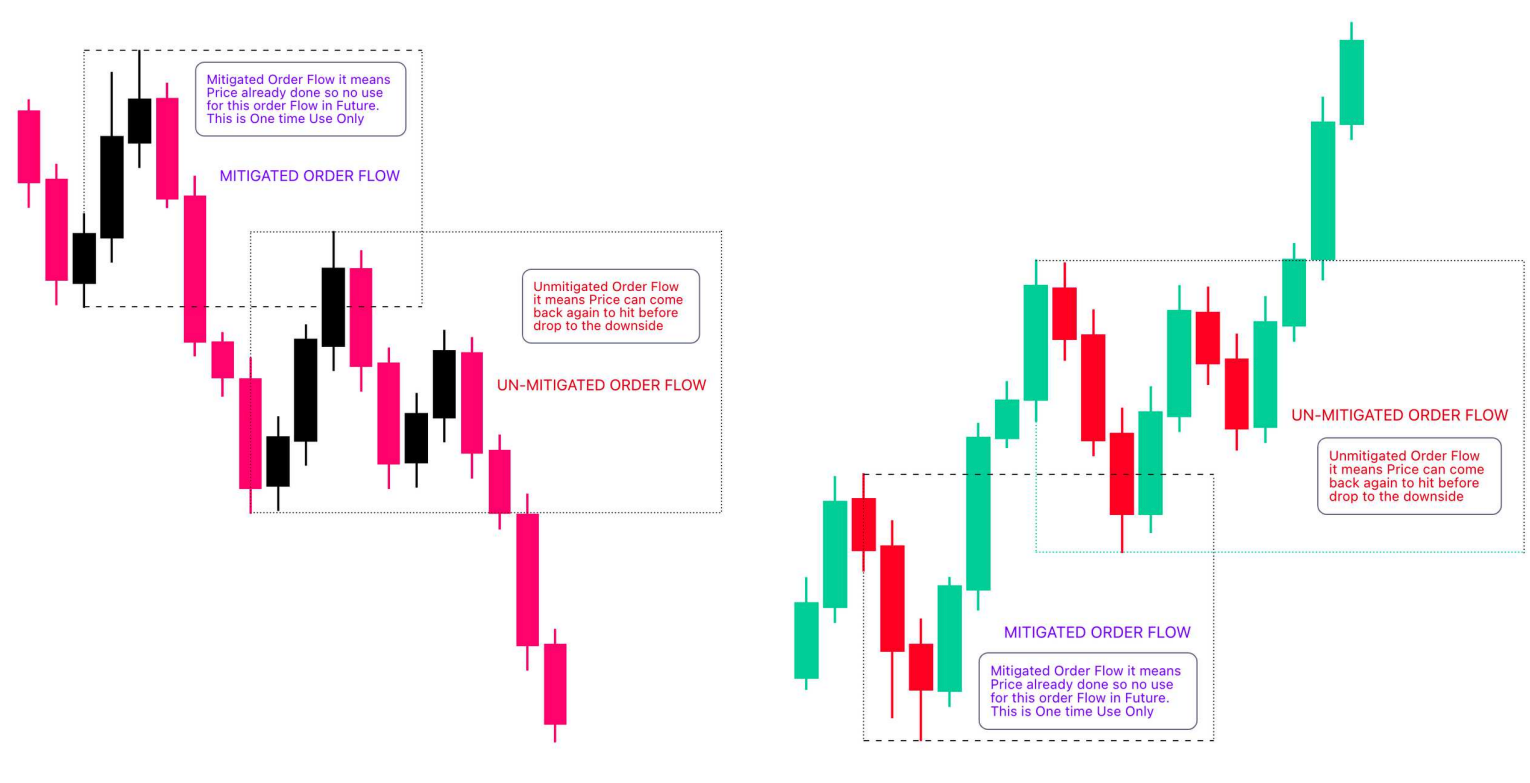 Mitigated Order Flow it means
Price already done so no use
for this order Flow in Future.
This is One time Use Only
MITIGATED ORDER FLOW
Unmitigated Order Flow
it means Price can come
back again to hit before
drop to the downside
UN-MITIGATED ORDER FLOW
UN-MITIGATED ORDER FLOW
Unmitigated Order Flow
it means Price can come
back again to hit before
drop to the downside
MITIGATED ORDER FLOW
Mitigated Order Flow it means
Price already done so no use
for this order Flow in Future.
This is One time Use Only